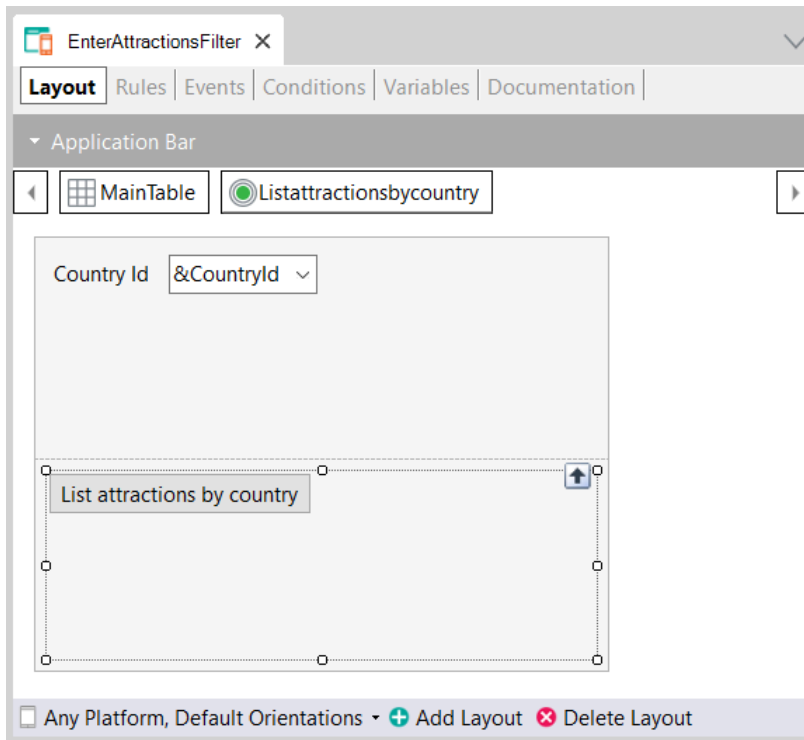 EnterAttractionsFilter
Layout Rules Events Conditions Variables Documentation
Application Bar
MainTable Listattractionsbycountry
Country Id &CountryId
List attractions by country
Any Platform, Default Orientations Add Layout Delete Layout